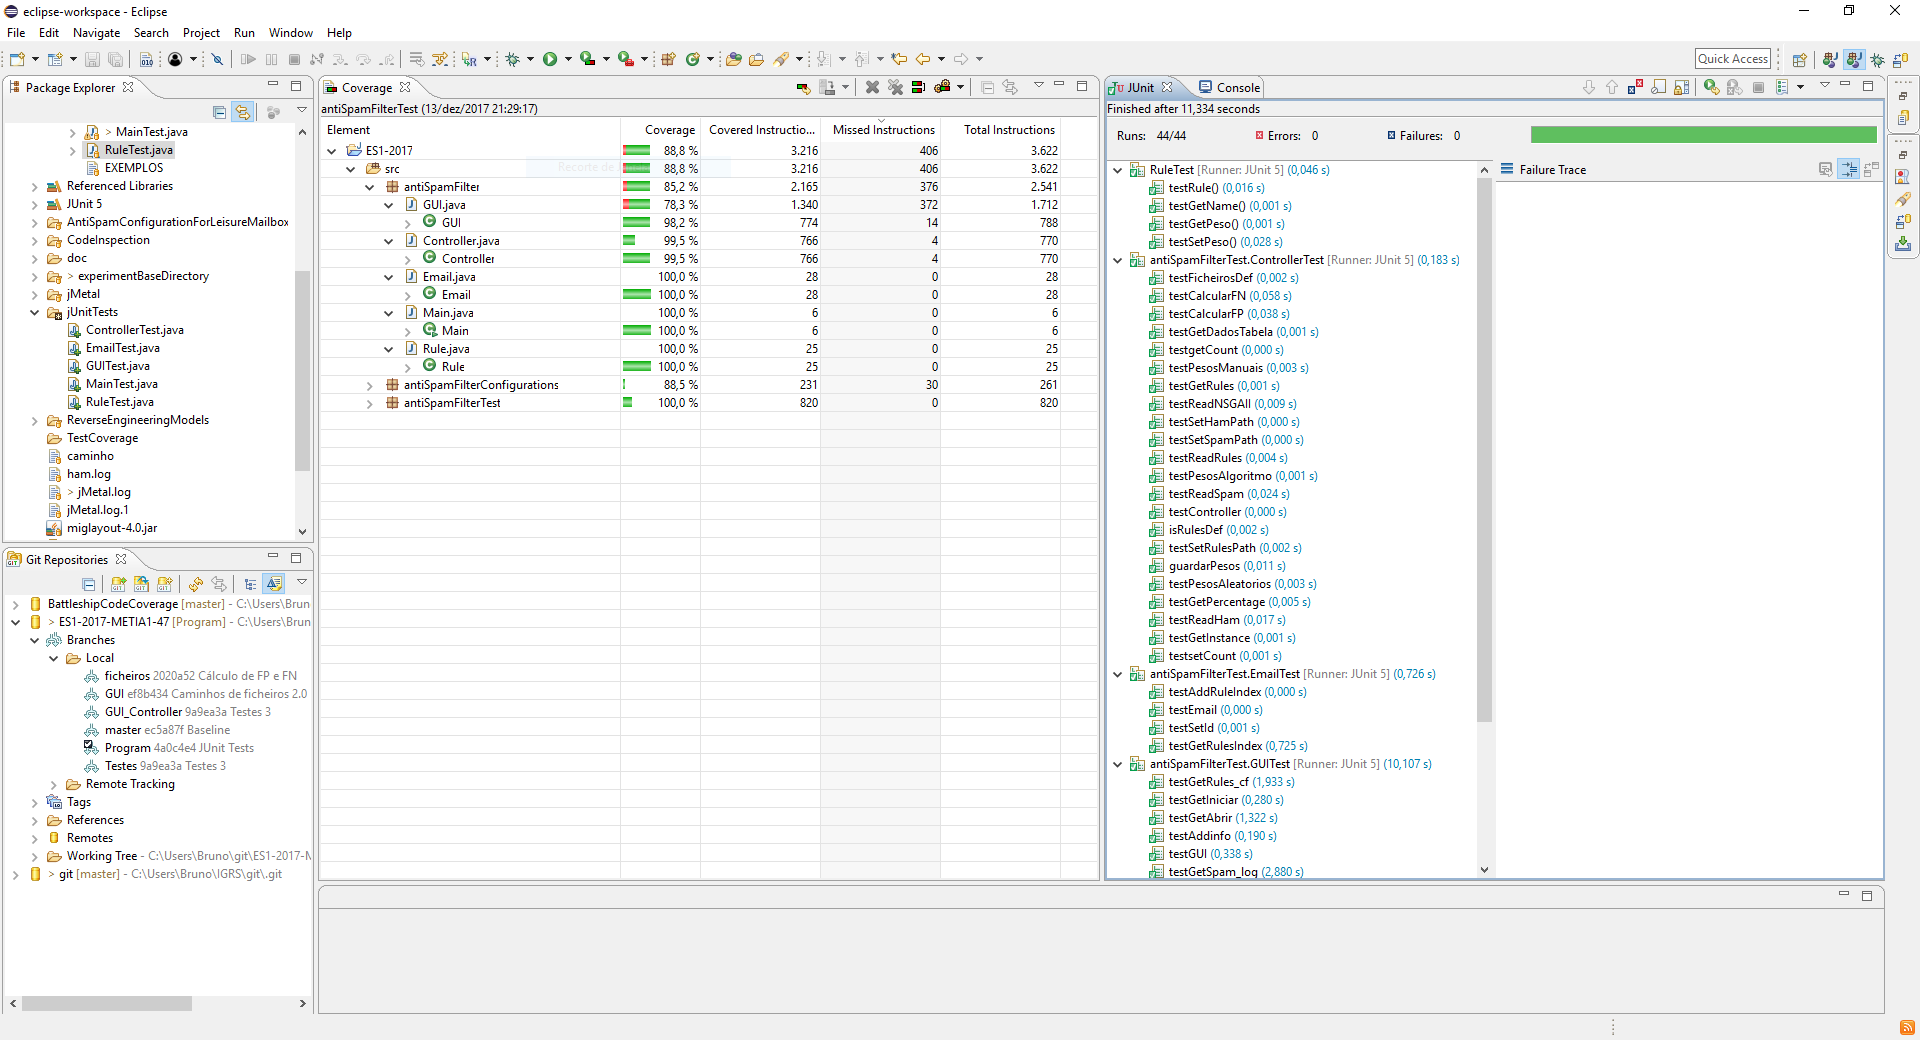 eclipse-workspace - Eclipse
File Edit Navigate Search Project Run Window Help
Quick Access
Package Explorer
> MainTest.java
RuleTest.java
EXEMPLOS
Referenced Libraries
JUnit 5
AntiSpamConfigurationForLeisureMailbox
CodeInspection
doc
> experimentBaseDirectory
jMetal
jUnitTests
ControllerTest.java
EmailTest.java
GUITest.java
MainTest.java
RuleTest.java
ReverseEngineeringModels
TestCoverage
caminho
ham.log
> jMetal.log
jMetal.log.1
miglayout-4.0.jar
Git Repositories
BattleshipCodeCoverage [master] - C:\Users\Brun
> ES1-2017-METIA1-47 [Program] - C:\Users\Brun
Branches
Local
ficheiros 2020a52 Cálculo de FP e FN
GUI ef8b434 Caminhos de ficheiros 2.0
GUI_Controller 9a9ea3a Testes 3
master ec5a87f Baseline
Program 4a0c4e4 JUnit Tests
Testes 9a9ea3a Testes 3
Remote Tracking
Tags
References
Remotes
Working Tree - C:\Users\Bruno\git\ES1-2017-M
> git [master] - C:\Users\Bruno\IGRS\git\.git
Coverage
antiSpamFilterTest (13/dez/2017 21:29:17)
Element Coverage Covered Instructio... Missed Instructions Total Instructions
ES1-2017 88,8 % 3.216 406 3.622
src 88,8 % 3.216 406 3.622
antiSpamFilter 85,2 % 2.165 376 2.541
GUI.java 78,3 % 1.340 372 1.712
GUI 98,2 % 774 14 788
Controller.java 99,5 % 766 4 770
Controller 99,5 % 766 4 770
Email.java 100,0 % 28 0 28
Email 100,0 % 28 0 28
Main.java 100,0 % 6 0 6
Main 100,0 % 6 0 6
Rule.java 100,0 % 25 0 25
Rule 100,0 % 25 0 25
antiSpamFilterConfigurations 88,5 % 231 30 261
antiSpamFilterTest 100,0 % 820 0 820
JUnit
Console
Finished after 11,334 seconds
Runs: 44/44 Errors: 0 Failures: 0
RuleTest [Runner: JUnit 5] (0,046 s)
testRule() (0,016 s)
testGetName() (0,001 s)
testGetPeso() (0,001 s)
testSetPeso() (0,028 s)
antiSpamFilterTest.ControllerTest [Runner: JUnit 5] (0,183 s)
testFicheirosDef (0,002 s)
testCalcularFN (0,058 s)
testCalcularFP (0,038 s)
testGetDadosTabela (0,001 s)
testgetCount (0,000 s)
testPesosManuais (0,003 s)
testGetRules (0,001 s)
testReadNSGAII (0,009 s)
testSetHamPath (0,000 s)
testSetSpamPath (0,000 s)
testReadRules (0,004 s)
testPesosAlgoritmo (0,001 s)
testReadSpam (0,024 s)
testController (0,000 s)
isRulesDef (0,002 s)
testSetRulesPath (0,002 s)
guardarPesos (0,011 s)
testPesosAleatorios (0,003 s)
testGetPercentage (0,005 s)
testReadHam (0,017 s)
testGetInstance (0,001 s)
testsetCount (0,001 s)
antiSpamFilterTest.EmailTest [Runner: JUnit 5] (0,726 s)
testAddRuleIndex (0,000 s)
testEmail (0,000 s)
testSetId (0,001 s)
testGetRulesIndex (0,725 s)
antiSpamFilterTest.GUITest [Runner: JUnit 5] (10,107 s)
testGetRules_cf (1,933 s)
testGetIniciar (0,280 s)
testGetAbrir (1,322 s)
testAddinfo (0,190 s)
testGUI (0,338 s)
testGetSpam_log (2,880 s)
Failure Trace